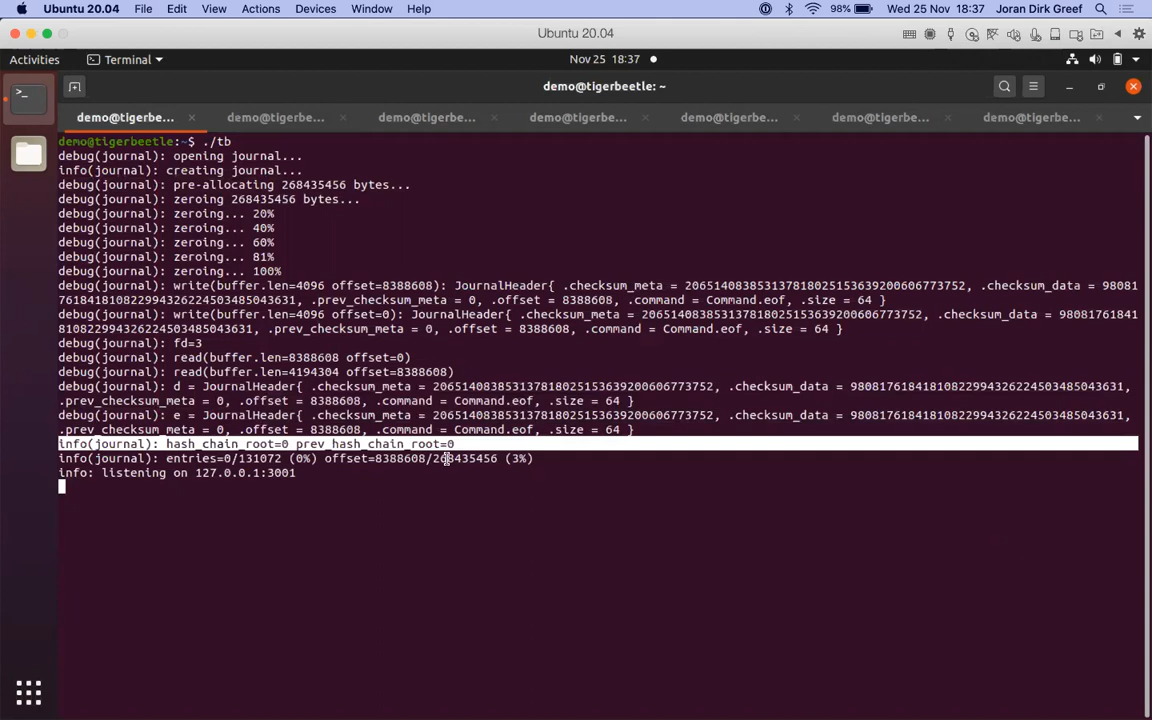 Ubuntu 20.04 File Edit View Actions Devices Window Help 98% Wed 25 Nov 18:37 Joran Dirk Greef
Ubuntu 20.04
Activities Terminal Nov 25 18:37
demo@tigerbeetle: ~
demo@tigerbe... demo@tigerbe... demo@tigerbe... demo@tigerbe... demo@tigerbe... demo@tigerbe... demo@tigerbe...
demo@tigerbeetle:~$ ./tb
debug(journal): opening journal...
info(journal): creating journal...
debug(journal): pre-allocating 268435456 bytes...
debug(journal): zeroing 268435456 bytes...
debug(journal): zeroing... 20%
debug(journal): zeroing... 40%
debug(journal): zeroing... 60%
debug(journal): zeroing... 81%
debug(journal): zeroing... 100%
debug(journal): write(buffer.len=4096 offset=8388608): JournalHeader{ .checksum_meta = 206514083853137818025153639200606773752, .checksum_data = 98081
7618418108229943262245034850​43631, .prev_checksum_meta = 0, .offset = 8388608, .command = Command.eof, .size = 64 }
debug(journal): write(buffer.len=4096 offset=0): JournalHeader{ .checksum_meta = 206514083853137818025153639200606773752, .checksum_data = 98081761841
81082299432622450348504​3631, .prev_checksum_meta = 0, .offset = 8388608, .command = Command.eof, .size = 64 }
debug(journal): fd=3
debug(journal): read(buffer.len=8388608 offset=0)
debug(journal): read(buffer.len=4194304 offset=8388608)
debug(journal): d = JournalHeader{ .checksum_meta = 206514083853137818025153639200606773752, .checksum_data = 98081761841810822994326224503485043631,
.prev_checksum_meta = 0, .offset = 8388608, .command = Command.eof, .size = 64 }
debug(journal): e = JournalHeader{ .checksum_meta = 206514083853137818025153639200606773752, .checksum_data = 98081761841810822994326224503485043631,
.prev_checksum_meta = 0, .offset = 8388608, .command = Command.eof, .size = 64 }
info(journal): hash_chain_root=0 prev_hash_chain_root=0
info(journal): entries=0/131072 (0%) offset=8388608/268435456 (3%)
info: listening on 127.0.0.1:3001